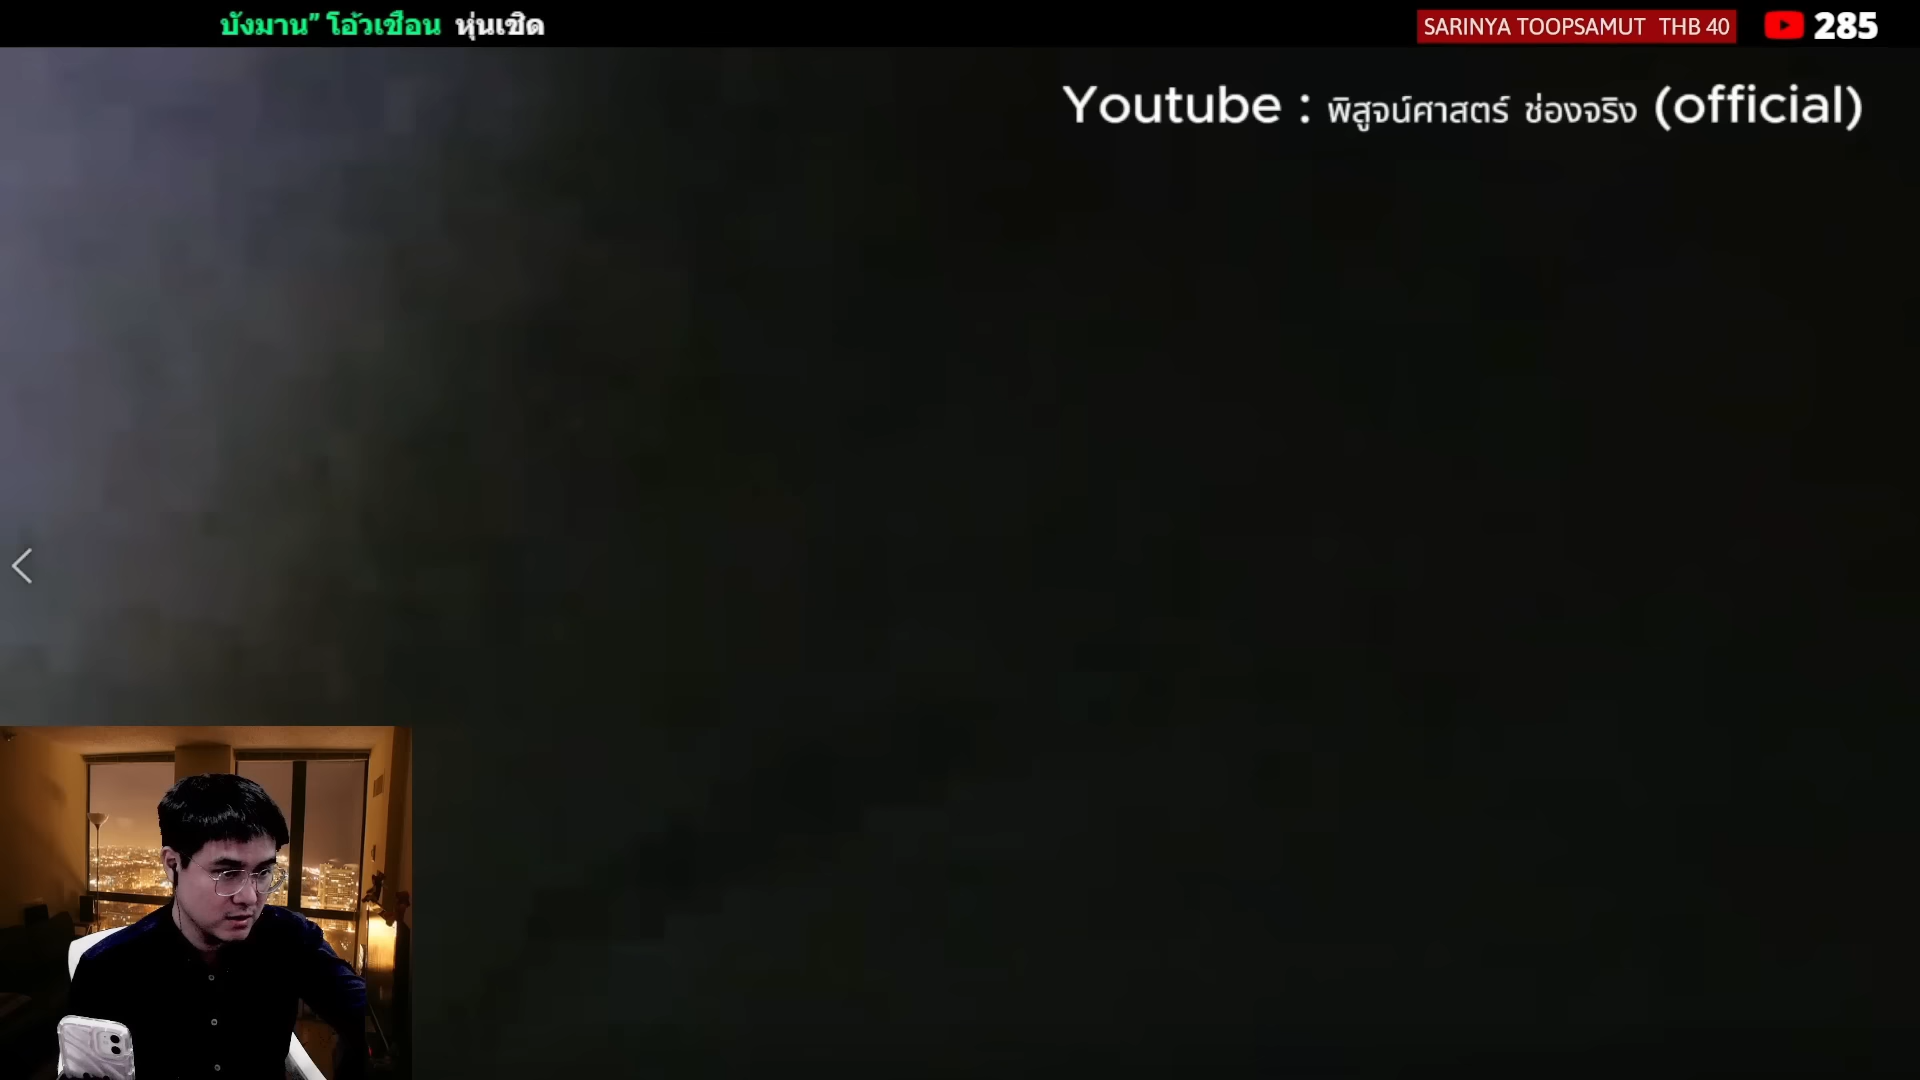 บังมาน” โอ้วเชือน หุ่นเชิด
SARINYA TOOPSAMUT THB 40
285
Youtube : พิสูจน์ศาสตร์ ช่องจริง (official)